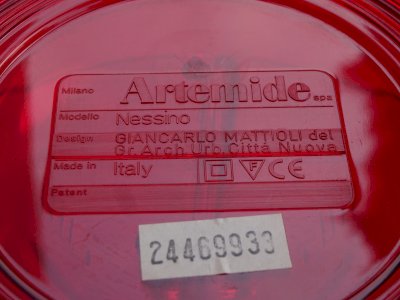 Milano Artemide spa
Modello Nessino
Design GIANCARLO MATTIOLI del
Gr.Arch Urb Città Nuova
Made in Italy F CE
Patent
24469933